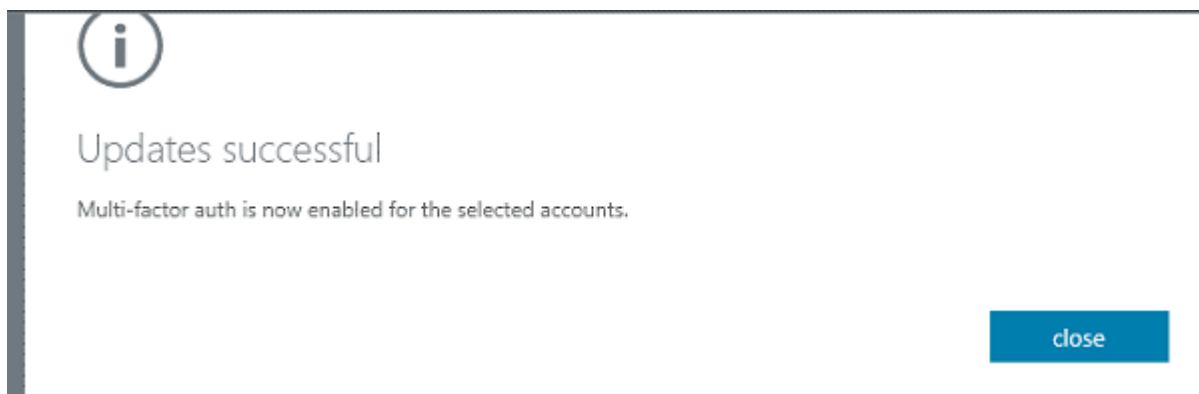 Updates successful
Multi-factor auth is now enabled for the selected accounts.
close